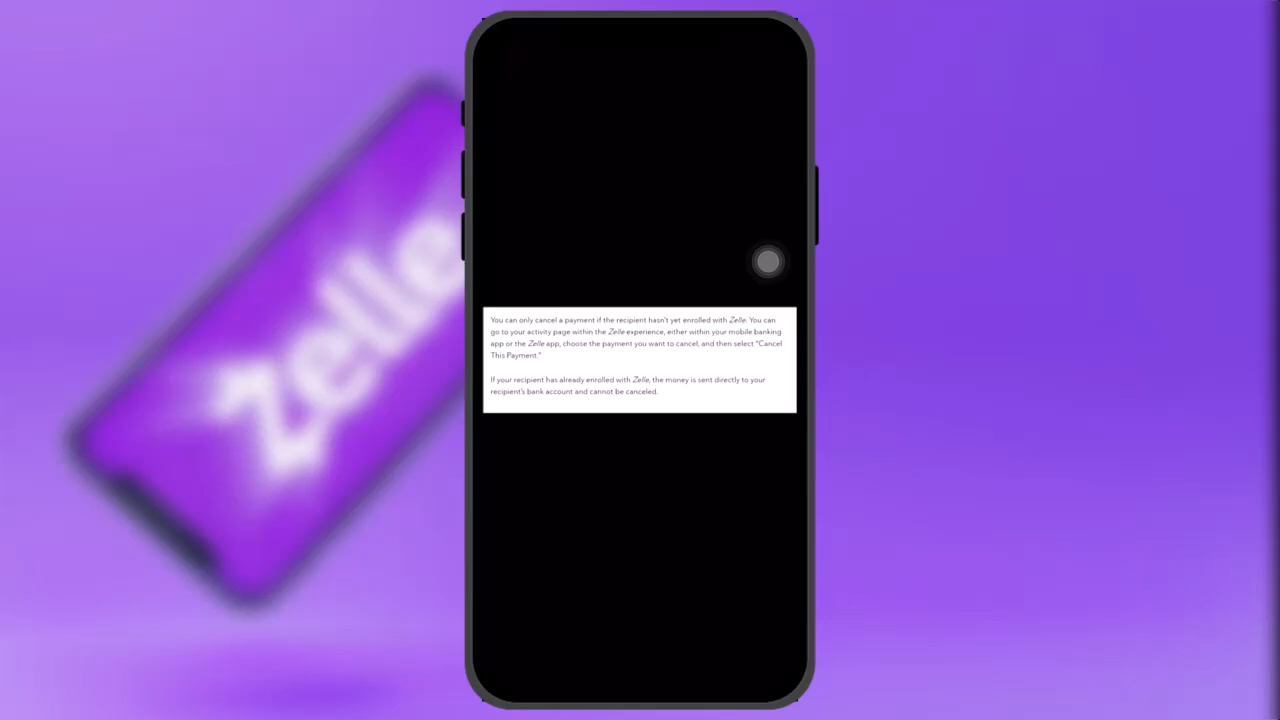 Zelle
You can only cancel a payment if the recipient hasn't yet enrolled with Zelle. You can
go to your activity page within the Zelle experience, either within your mobile banking
app or the Zelle app, choose the payment you want to cancel, and then select "Cancel
This Payment."
If your recipient has already enrolled with Zelle, the money is sent directly to your
recipient's bank account and cannot be canceled.